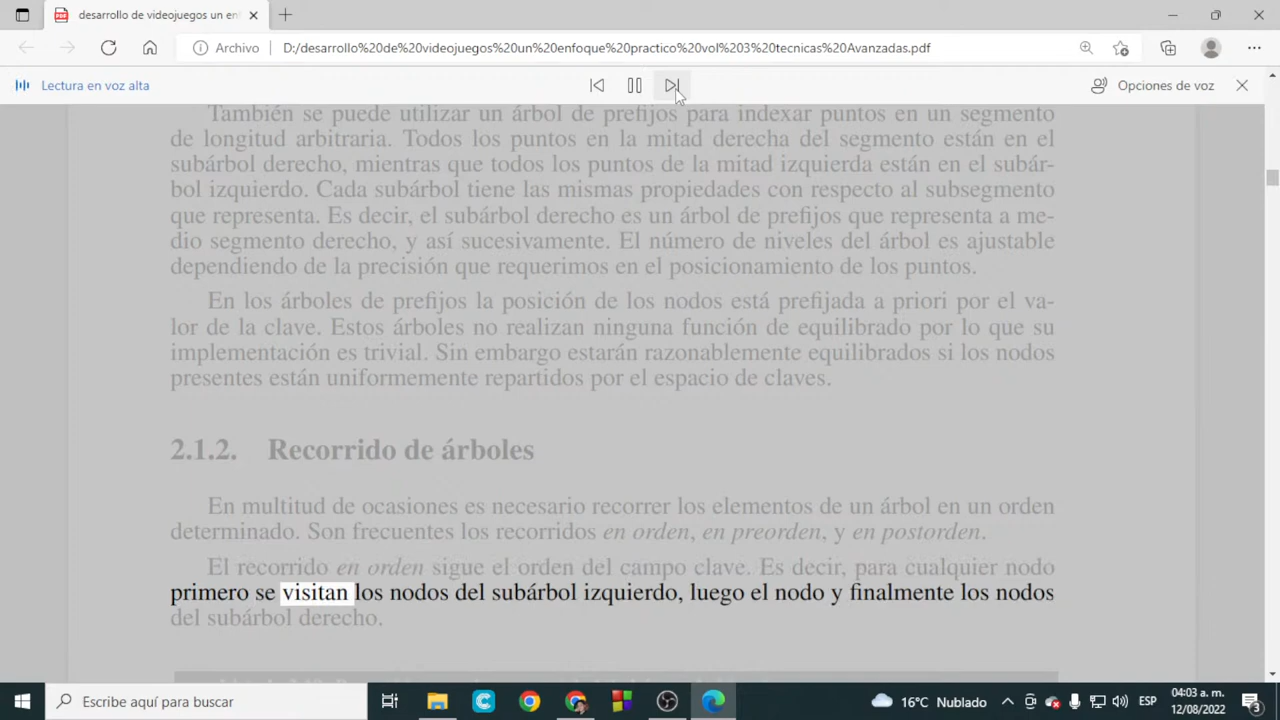 desarrollo de videojuegos un en
Archivo
D:/desarrollo%20de%20videojuegos%20un%20enfoque%20practico%20vol%203%20tecnicas%20Avanzadas.pdf
Lectura en voz alta
Opciones de voz
También se puede utilizar un árbol de prefijos para indexar puntos en un segmento
de longitud arbitraria. Todos los puntos en la mitad derecha del segmento están en el
subárbol derecho, mientras que todos los puntos de la mitad izquierda están en el subár-
bol izquierdo. Cada subárbol tiene las mismas propiedades con respecto al subsegmento
que representa. Es decir, el subárbol derecho es un árbol de prefijos que representa a me-
dio segmento derecho, y así sucesivamente. El número de niveles del árbol es ajustable
dependiendo de la precisión que requerimos en el posicionamiento de los puntos.
En los árboles de prefijos la posición de los nodos está prefijada a priori por el va-
lor de la clave. Estos árboles no realizan ninguna función de equilibrado por lo que su
implementación es trivial. Sin embargo estarán razonablemente equilibrados si los nodos
presentes están uniformemente repartidos por el espacio de claves.
2.1.2. Recorrido de árboles
En multitud de ocasiones es necesario recorrer los elementos de un árbol en un orden
determinado. Son frecuentes los recorridos en orden, en preorden, y en postorden.
El recorrido en orden sigue el orden del campo clave. Es decir, para cualquier nodo
primero se visitan los nodos del subárbol izquierdo, luego el nodo y finalmente los nodos
del subárbol derecho.
Escribe aquí para buscar
16°C Nublado
ESP
04:03 a. m.
12/08/2022
3